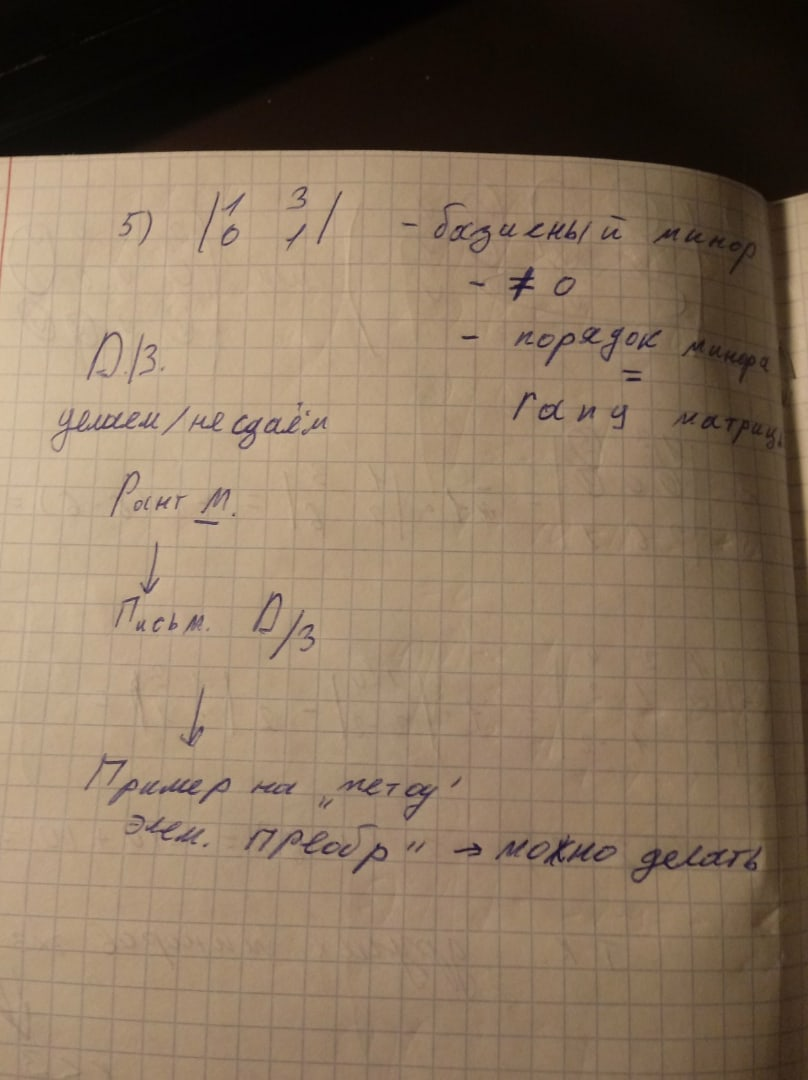 5) |1 3| - базисный минор
|0 1|
- ≠ 0
- порядок минора
=
рангу матрицы
Д/З.
делаем/не сдаём
Ранг м.
↓
Письм. Д/З
↓
Пример на „метод
элем. преобр" → можно делать